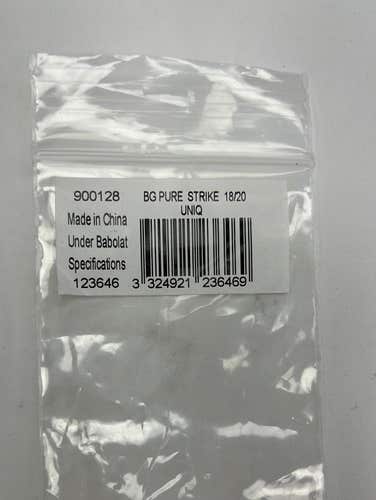 900128 BG PURE STRIKE 18/20
UNIQ
Made in China
Under Babolat
Specifications
123646 3 324921 236469